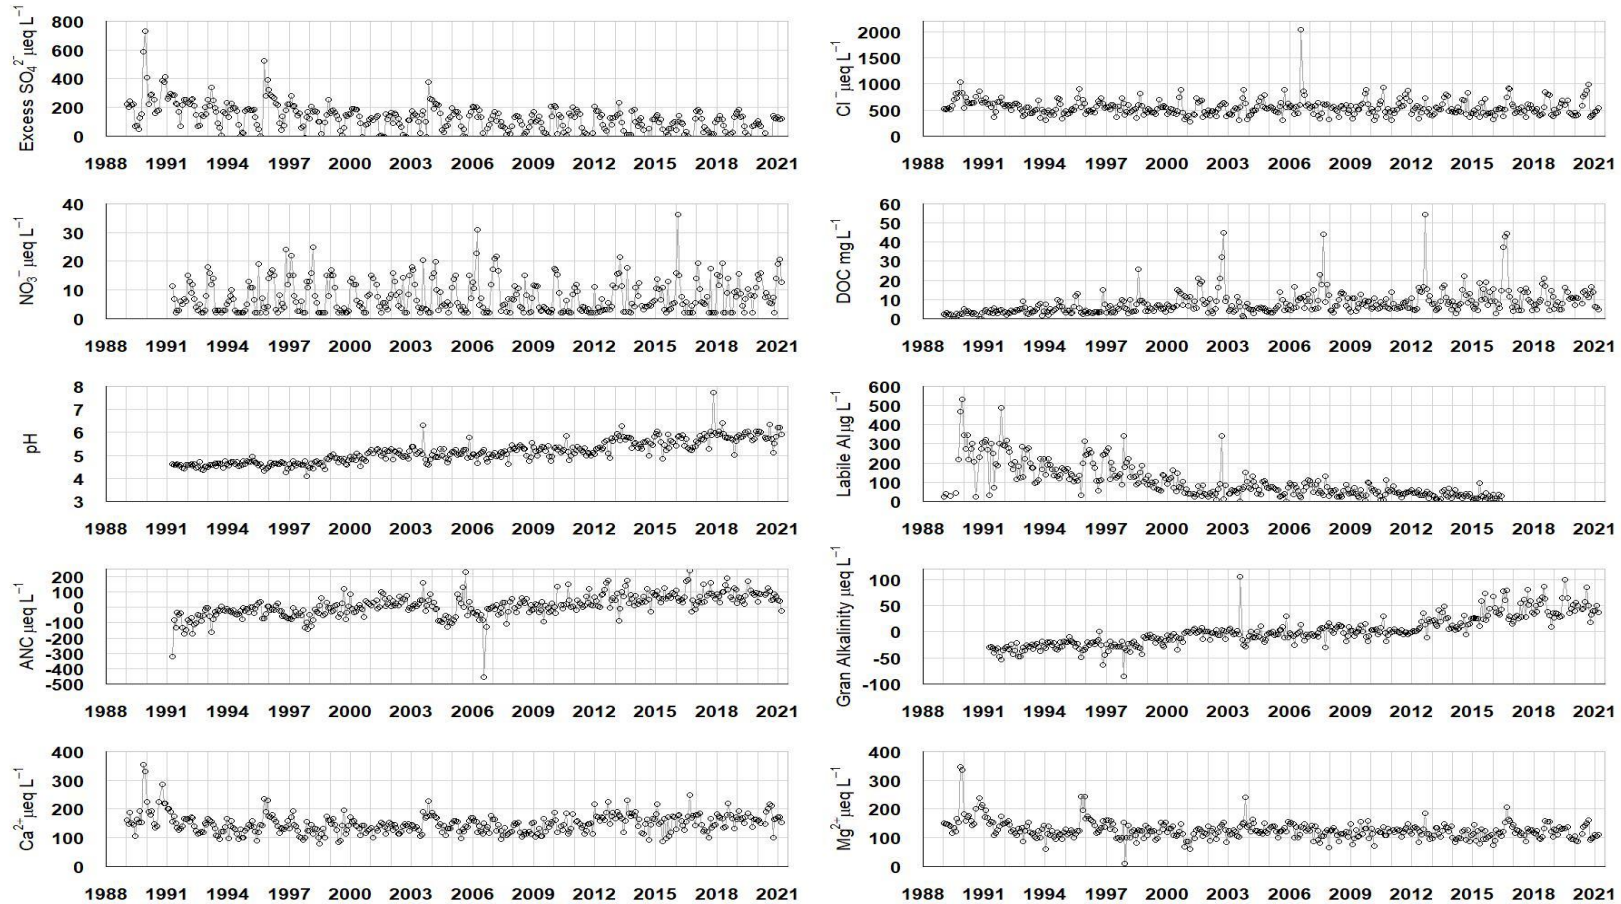 Excess SO₄²⁻ µeq L⁻¹
800
600
400
200
0
1988 1991 1994 1997 2000 2003 2006 2009 2012 2015 2018 2021
Cl⁻ µeq L⁻¹
2000
1500
1000
500
0
1988 1991 1994 1997 2000 2003 2006 2009 2012 2015 2018 2021
NO₃⁻ µeq L⁻¹
40
30
20
10
0
1988 1991 1994 1997 2000 2003 2006 2009 2012 2015 2018 2021
DOC mg L⁻¹
60
50
40
30
20
10
0
1988 1991 1994 1997 2000 2003 2006 2009 2012 2015 2018 2021
pH
8
7
6
5
4
3
1988 1991 1994 1997 2000 2003 2006 2009 2012 2015 2018 2021
Labile Al µg L⁻¹
600
500
400
300
200
100
0
1988 1991 1994 1997 2000 2003 2006 2009 2012 2015 2018 2021
ANC µeq L⁻¹
200
100
0
-100
-200
-300
-400
-500
1988 1991 1994 1997 2000 2003 2006 2009 2012 2015 2018 2021
Gran Alkalinity µeq L⁻¹
100
50
0
-50
-100
1988 1991 1994 1997 2000 2003 2006 2009 2012 2015 2018 2021
Ca²⁺ µeq L⁻¹
400
300
200
100
0
1988 1991 1994 1997 2000 2003 2006 2009 2012 2015 2018 2021
Mg²⁺ µeq L⁻¹
400
300
200
100
0
1988 1991 1994 1997 2000 2003 2006 2009 2012 2015 2018 2021